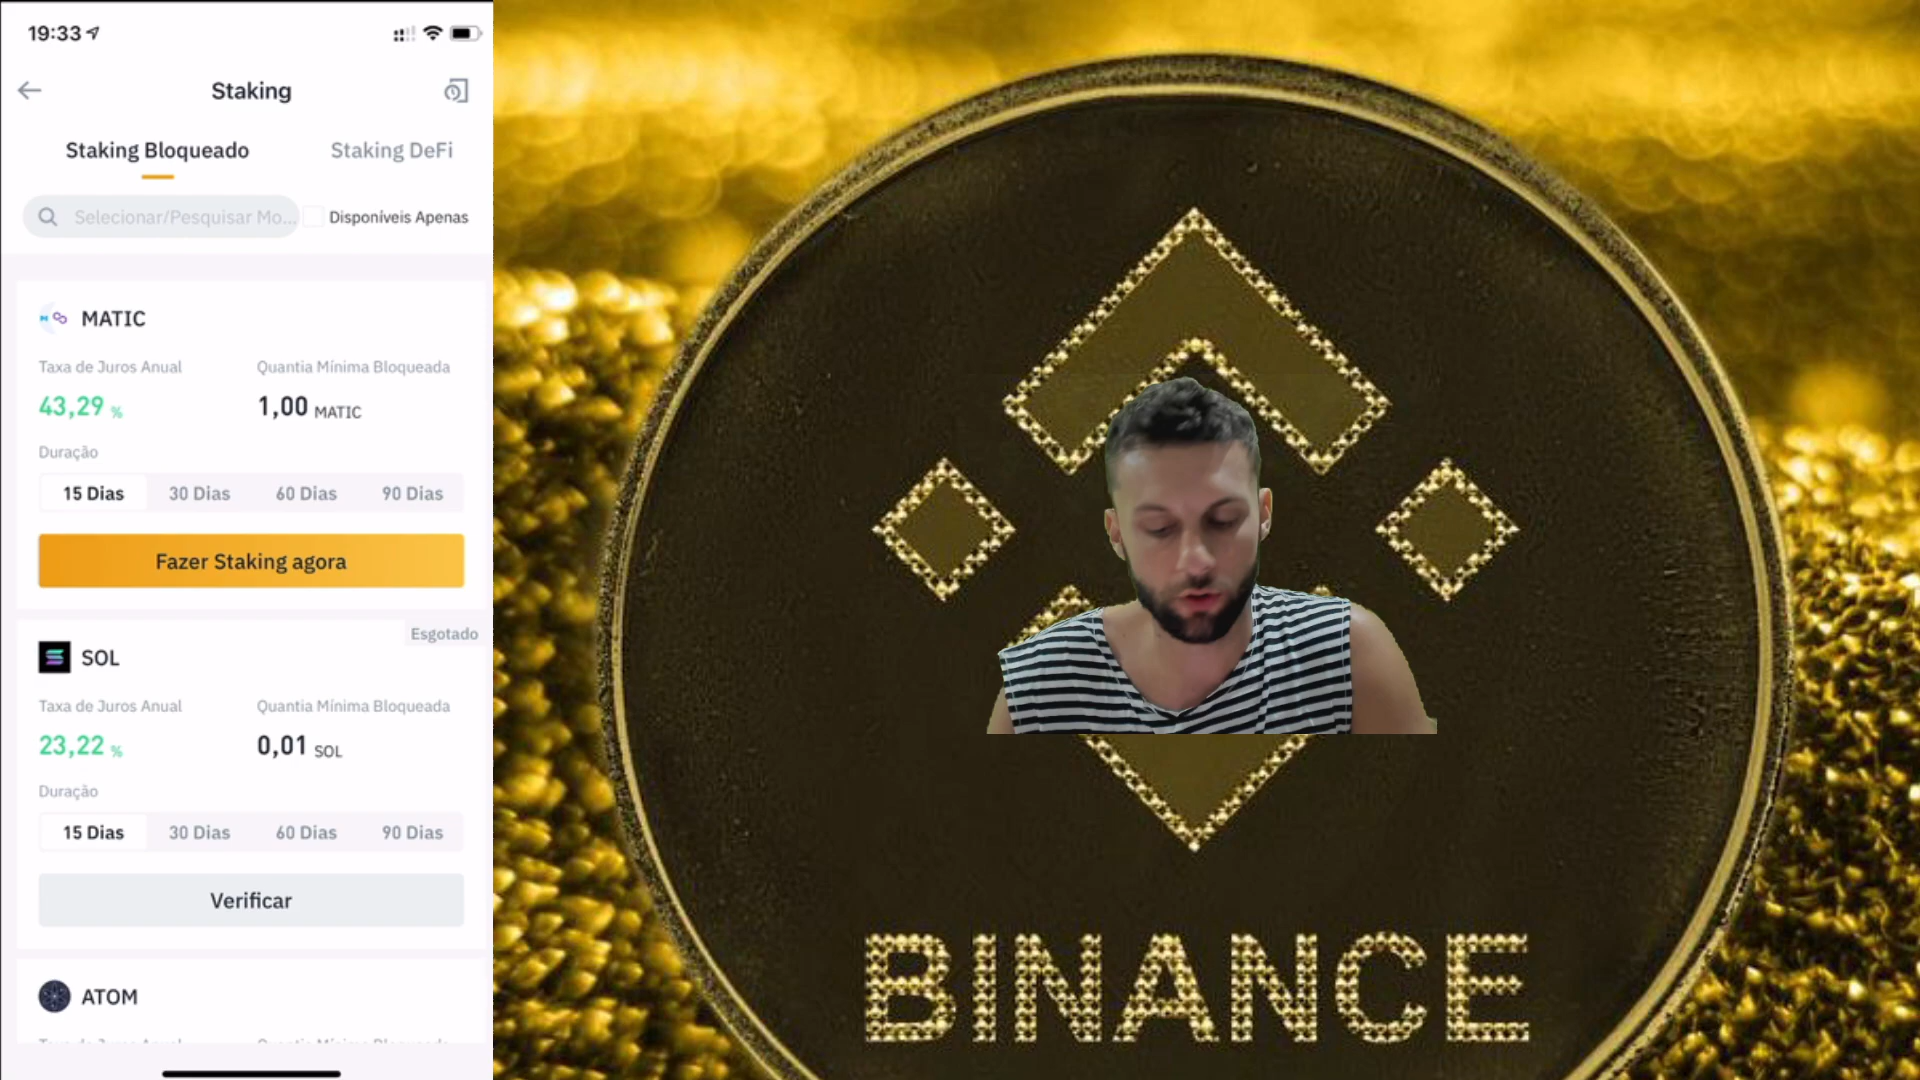 19:33
Staking
Staking Bloqueado
Staking DeFi
Selecionar/Pesquisar Mo...
Disponíveis Apenas
MATIC
Taxa de Juros Anual
Quantia Mínima Bloqueada
43,29 %
1,00 MATIC
Duração
15 Dias
30 Dias
60 Dias
90 Dias
Fazer Staking agora
Esgotado
SOL
Taxa de Juros Anual
Quantia Mínima Bloqueada
23,22 %
0,01 SOL
Duração
15 Dias
30 Dias
60 Dias
90 Dias
Verificar
ATOM
BINANCE